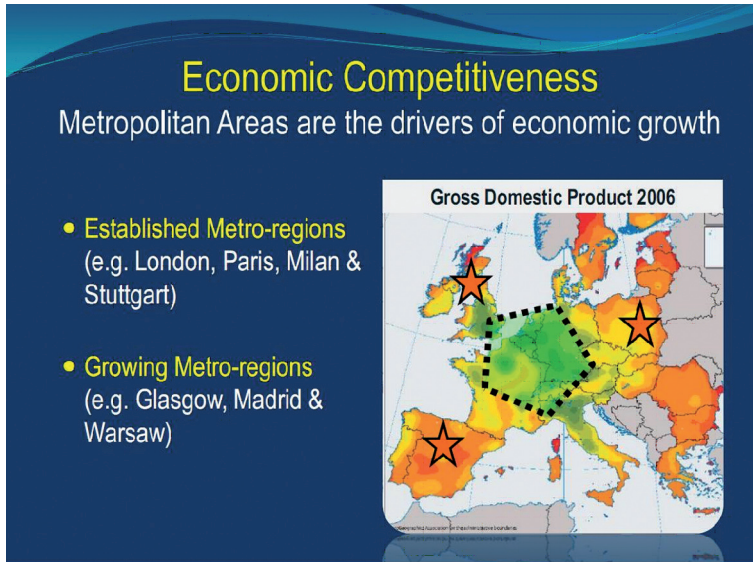 Economic Competitiveness
Metropolitan Areas are the drivers of economic growth
• Established Metro-regions
(e.g. London, Paris, Milan &
Stuttgart)
• Growing Metro-regions
(e.g. Glasgow, Madrid &
Warsaw)
Gross Domestic Product 2006